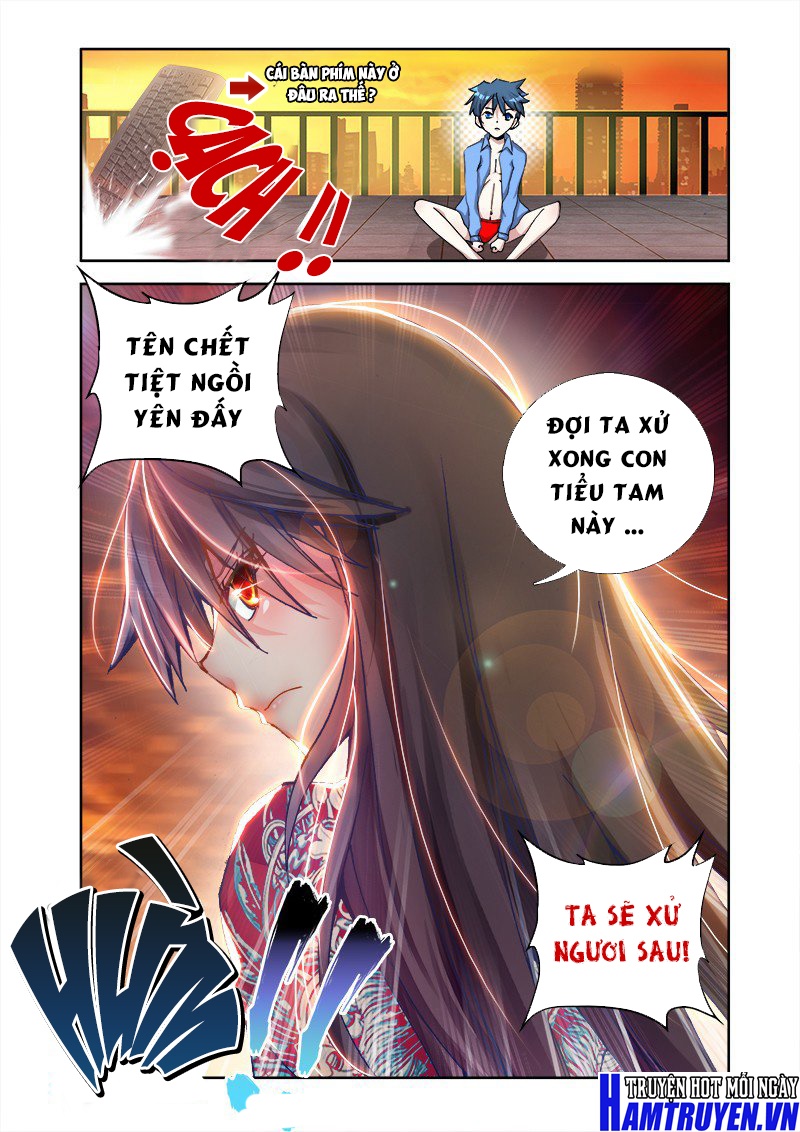 CÁI BÀN PHÍM NÀY Ở
ĐÂU RA THẾ ?
CẠCH !!
TÊN CHẾT
TIỆT NGỒI
YÊN ĐẤY
ĐỢI TA XỬ
XONG CON
TIỂU TAM
NÀY ...
TA SẼ XỬ
NGƯƠI SAU!
HỪ !!
TRUYỆN HOT MỖI NGÀY
HAMTRUYEN.VN